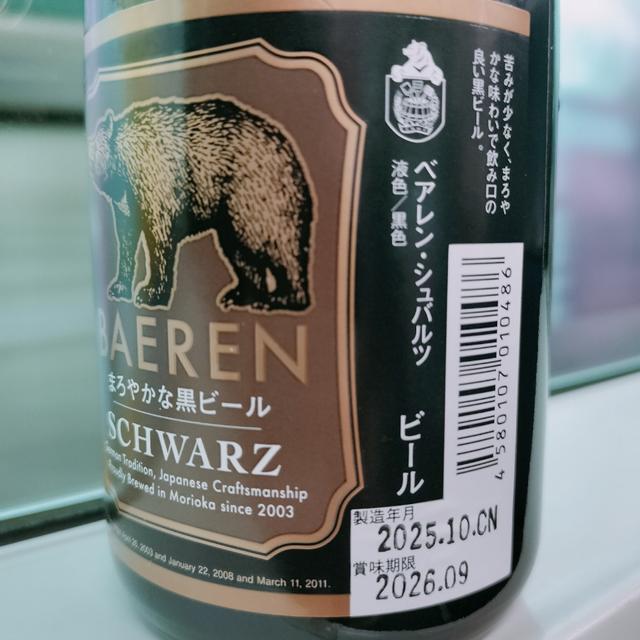 BAEREN
まろやかな黒ビール
SCHWARZ
German Tradition, Japanese Craftsmanship
Proudly Brewed in Morioka since 2003
2003 and January 22, 2008 and March 11, 2011.
苦みが少なく、まろや
かな味わいで飲み口の
良い黒ビール。
ベアレン・シュバルツ
液色／黒色
ビール
4 580107 010486
製造年月
2025.10.CN
賞味期限
2026.09